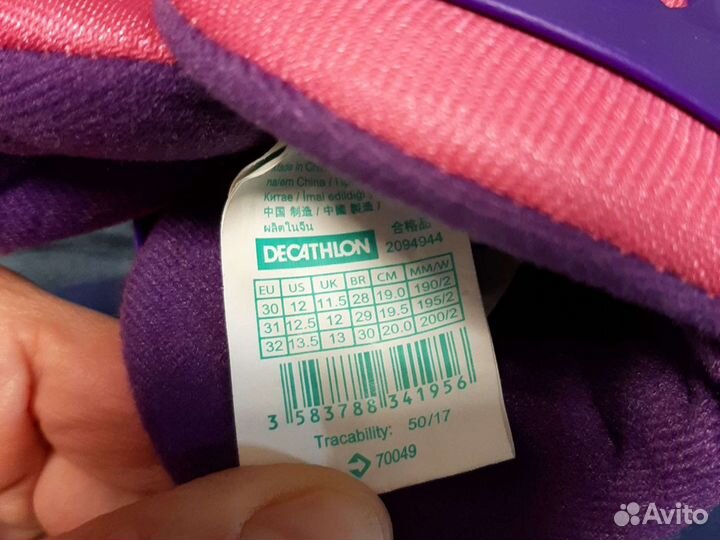 made in
China /
Китае / İmal edildiği
中国 制造 / 中國 製造 /
ผลิตในจีน
合格品
DECATHLON 2094944
EU US UK BR CM MM/W
30 12 11.5 28 19.0 190/2
31 12.5 12 29 19.5 195/2
32 13.5 13 30 20.0 200/2
3 583788 341956
Tracability: 50/17
70049
Avito